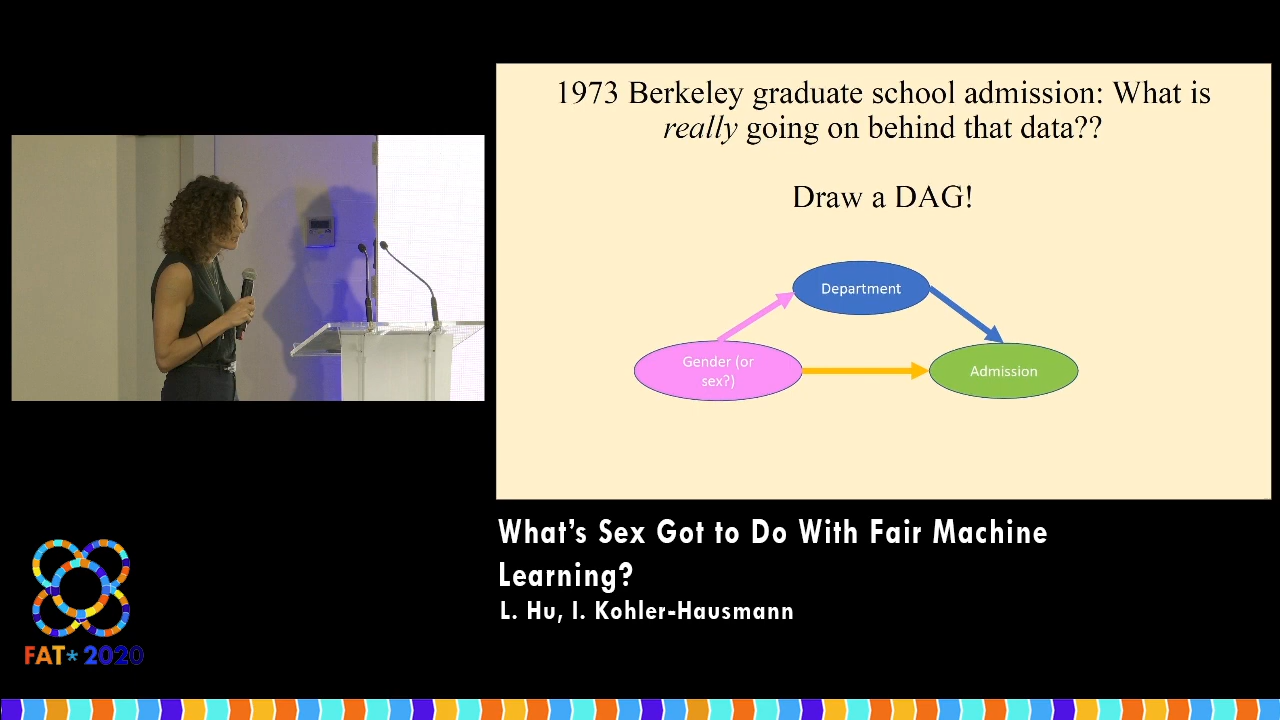 1973 Berkeley graduate school admission: What is
really going on behind that data??
Draw a DAG!
Department
Gender (or
sex?)
Admission
What's Sex Got to Do With Fair Machine
Learning?
L. Hu, I. Kohler-Hausmann
FAT* 2020